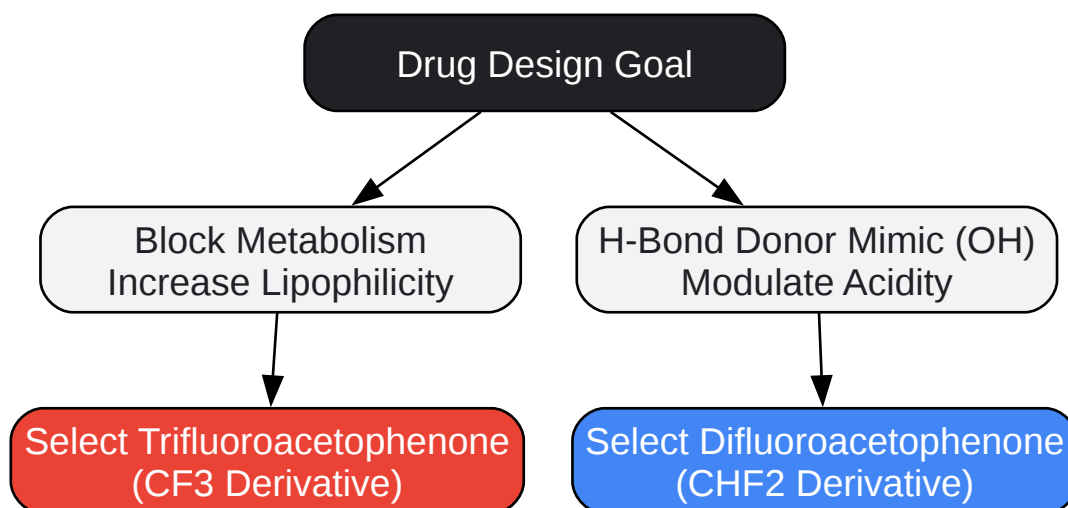 Drug Design Goal
Block Metabolism
Increase Lipophilicity
H-Bond Donor Mimic (OH)
Modulate Acidity
Select Trifluoroacetophenone
(CF3 Derivative)
Select Difluoroacetophenone
(CHF2 Derivative)